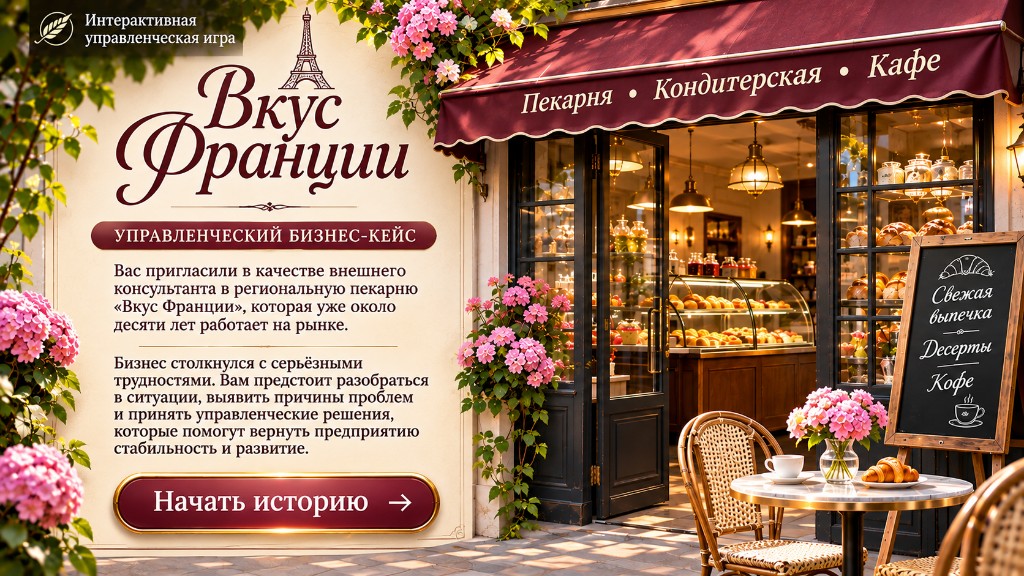 Интерактивная
управленческая игра
Вкус
Франции
УПРАВЛЕНЧЕСКИЙ БИЗНЕС-КЕЙС
Вас пригласили в качестве внешнего
консультанта в региональную пекарню
«Вкус Франции», которая уже около
десяти лет работает на рынке.
Бизнес столкнулся с серьёзными
трудностями. Вам предстоит разобраться
в ситуации, выявить причины проблем
и принять управленческие решения,
которые помогут вернуть предприятию
стабильность и развитие.
Начать историю →
Пекарня • Кондитерская • Кафе
Свежая
выпечка
Десерты
Кофе